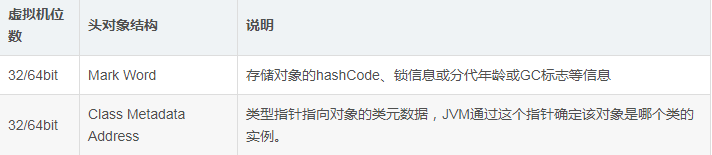 虚拟机位数 头对象结构 说明
32/64bit Mark Word 存储对象的hashCode、锁信息或分代年龄或GC标志等信息
32/64bit Class Metadata Address 类型指针指向对象的类元数据，JVM通过这个指针确定该对象是哪个类的实例。